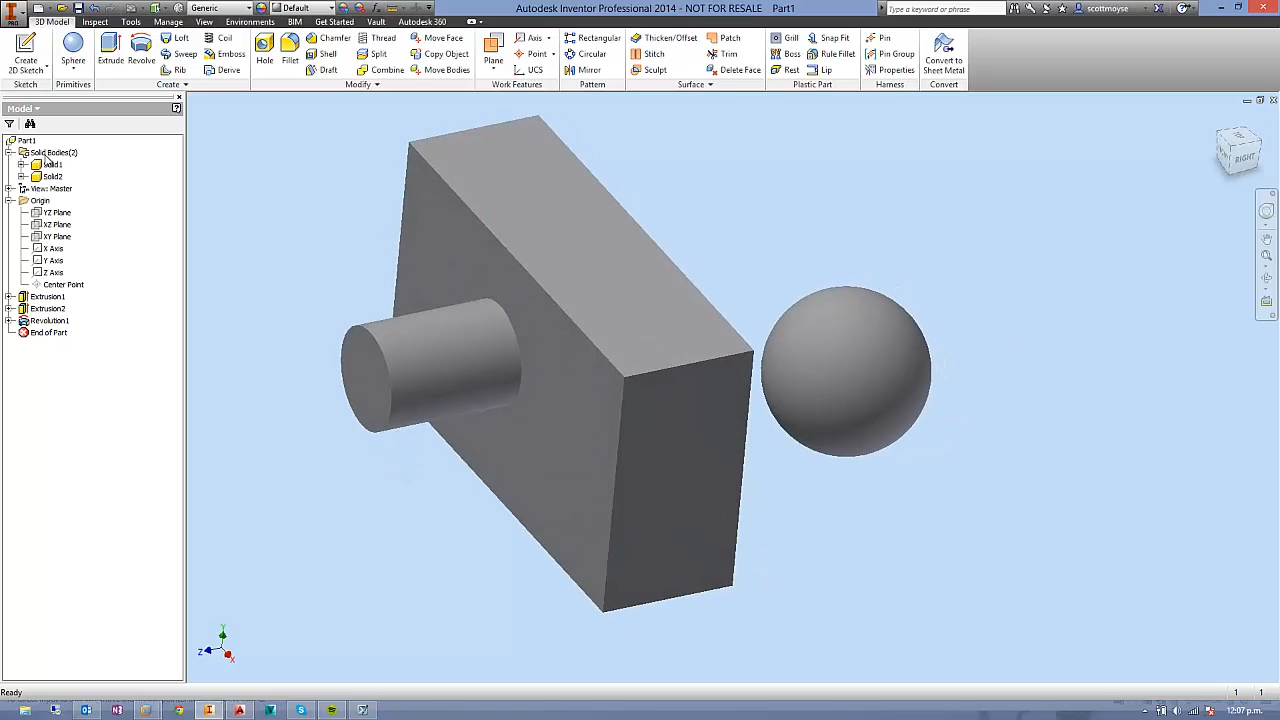 Generic
Default
Autodesk Inventor Professional 2014 - NOT FOR RESALE Part1
Type a keyword or phrase
scottmoyse
PRO
3D Model
Inspect
Tools
Manage
View
Environments
BIM
Get Started
Vault
Autodesk 360
Create
2D Sketch
Sphere
Extrude
Revolve
Loft
Sweep
Rib
Coil
Emboss
Derive
Hole
Fillet
Chamfer
Shell
Draft
Thread
Split
Combine
Move Face
Copy Object
Move Bodies
Plane
Axis
Point
UCS
Rectangular
Circular
Mirror
Thicken/Offset
Stitch
Sculpt
Patch
Trim
Delete Face
Grill
Boss
Rest
Snap Fit
Rule Fillet
Lip
Pin
Pin Group
Properties
Convert to
Sheet Metal
Sketch
Primitives
Create
Modify
Work Features
Pattern
Surface
Plastic Part
Harness
Convert
Model
Part1
Solid Bodies(2)
Solid1
Solid2
View: Master
Origin
YZ Plane
XZ Plane
XY Plane
X Axis
Y Axis
Z Axis
Center Point
Extrusion1
Extrusion2
Revolution1
End of Part
RIGHT
Y
Z
X
Ready
1
1
12:07 p.m.